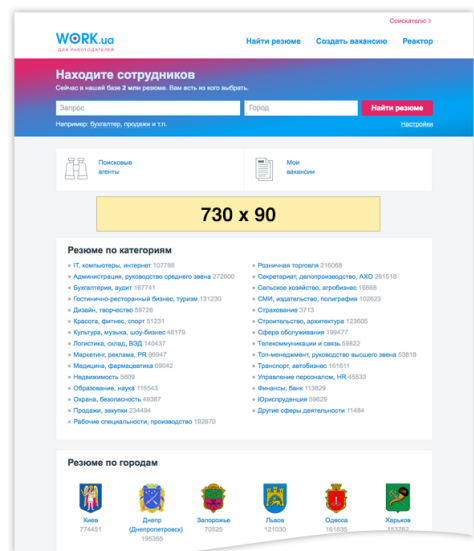 Соискателю >
WORK.ua
ДЛЯ РАБОТОДАТЕЛЕЙ
Найти резюме Создать вакансию Реактор
Находите сотрудников
Сейчас в нашей базе 2 млн резюме. Вам есть из кого выбрать.
Запрос Город Найти резюме
Например: бухгалтер, продажи и т.п. Настройки
Поисковые агенты
Мои вакансии
730 x 90
Резюме по категориям
IT, компьютеры, интернет 107786
Администрация, руководство среднего звена 272000
Бухгалтерия, аудит 167741
Гостинично-ресторанный бизнес, туризм 131230
Дизайн, творчество 59726
Красота, фитнес, спорт 51231
Культура, музыка, шоу-бизнес 46179
Логистика, склад, ВЭД 140437
Маркетинг, реклама, PR 96947
Медицина, фармацевтика 69042
Недвижимость 5609
Образование, наука 115543
Охрана, безопасность 49387
Продажи, закупки 234494
Рабочие специальности, производство 192870
Розничная торговля 216068
Секретариат, делопроизводство, АХО 261518
Сельское хозяйство, агробизнес 16868
СМИ, издательство, полиграфия 102623
Страхование 3713
Строительство, архитектура 123605
Сфера обслуживания 199477
Телекоммуникации и связь 59822
Топ-менеджмент, руководство высшего звена 53818
Транспорт, автобизнес 161611
Управление персоналом, HR 45533
Финансы, банк 113829
Юриспруденция 59629
Другие сферы деятельности 11484
Резюме по городам
Киев
774451
Днепр
(Днепропетровск)
195355
Запорожье
70525
Львов
121030
Одесса
161835
Харьков